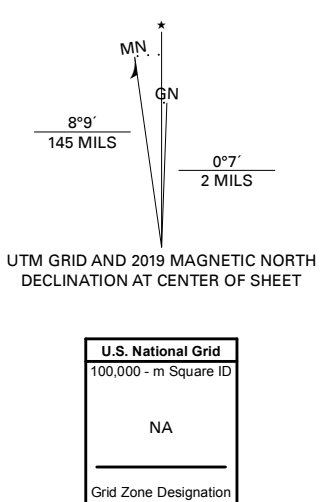 MN
GN
8°9´
145 MILS
0°7´
2 MILS
UTM GRID AND 2019 MAGNETIC NORTH
DECLINATION AT CENTER OF SHEET
U.S. National Grid
100,000 - m Square ID
NA
Grid Zone Designation